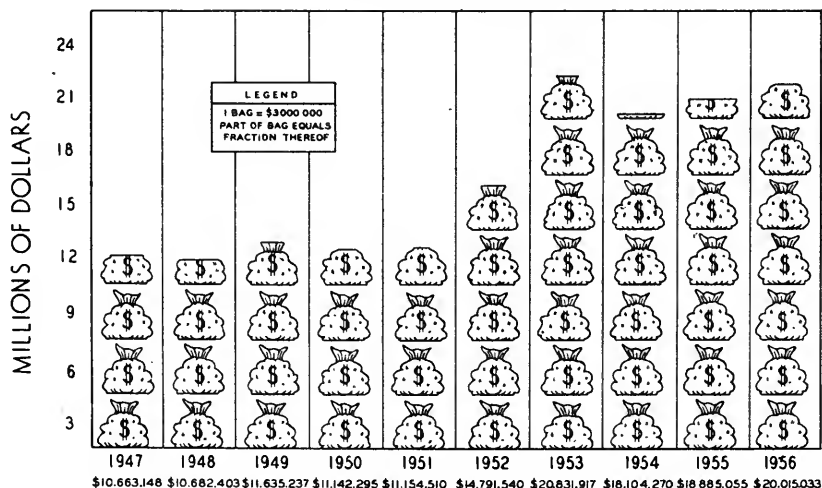 MILLIONS OF DOLLARS
24
21
18
15
12
9
6
3
LEGEND
1 BAG = $3000 000
PART OF BAG EQUALS
FRACTION THEREOF
1947 1948 1949 1950 1951 1952 1953 1954 1955 1956
$10,663,148 $10,682,403 $11,635,237 $11,142,295 $11,154,510 $14,791,540 $20,831,917 $18,104,270 $18,885,055 $20,015,033